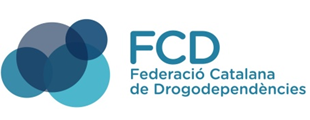 FCD
Federació Catalana
de Drogodependències